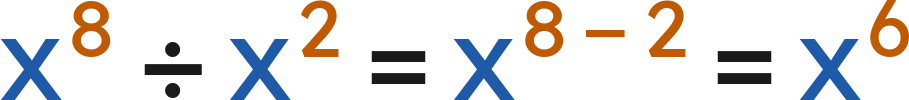 x⁸ ÷ x² = x⁸ ⁻ ² = x⁶